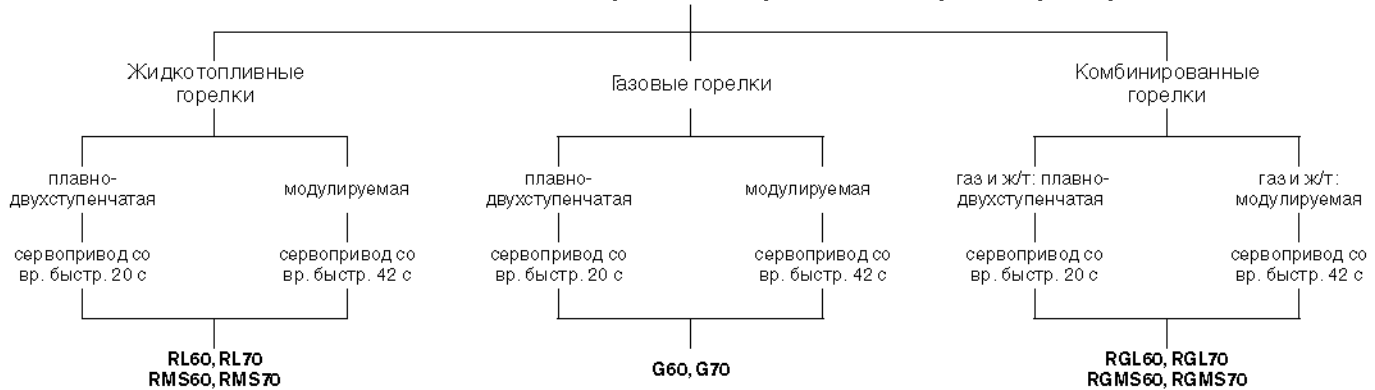 Жидкотопливные
горелки
Газовые горелки
Комбинированные
горелки
плавно-
двухступенчатая
модулируемая
плавно-
двухступенчатая
модулируемая
газ и ж/т: плавно-
двухступенчатая
газ и ж/т:
модулируемая
сервопривод со
вр. быстр. 20 с
сервопривод со
вр. быстр. 42 с
сервопривод со
вр. быстр. 20 с
сервопривод со
вр. быстр. 42 с
сервопривод со
вр. быстр. 20 с
сервопривод со
вр. быстр. 42 с
RL60, RL70
RMS60, RMS70
G60, G70
RGL60, RGL70
RGMS60, RGMS70